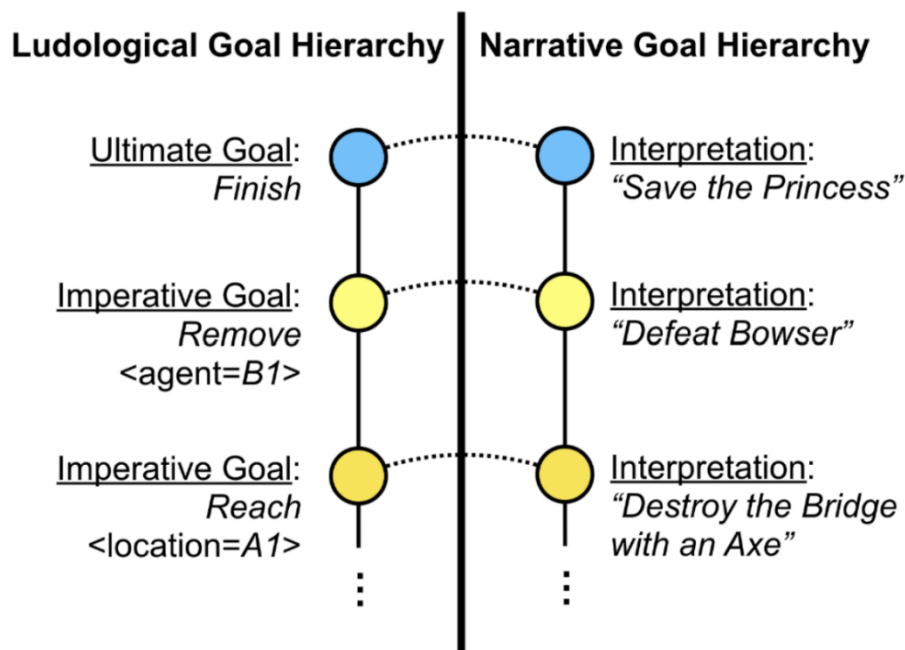 Ludological Goal Hierarchy
Narrative Goal Hierarchy
Ultimate Goal:
Finish
Interpretation:
“Save the Princess”
Imperative Goal:
Remove
<agent=B1>
Interpretation:
“Defeat Bowser”
Imperative Goal:
Reach
<location=A1>
Interpretation:
“Destroy the Bridge
with an Axe”